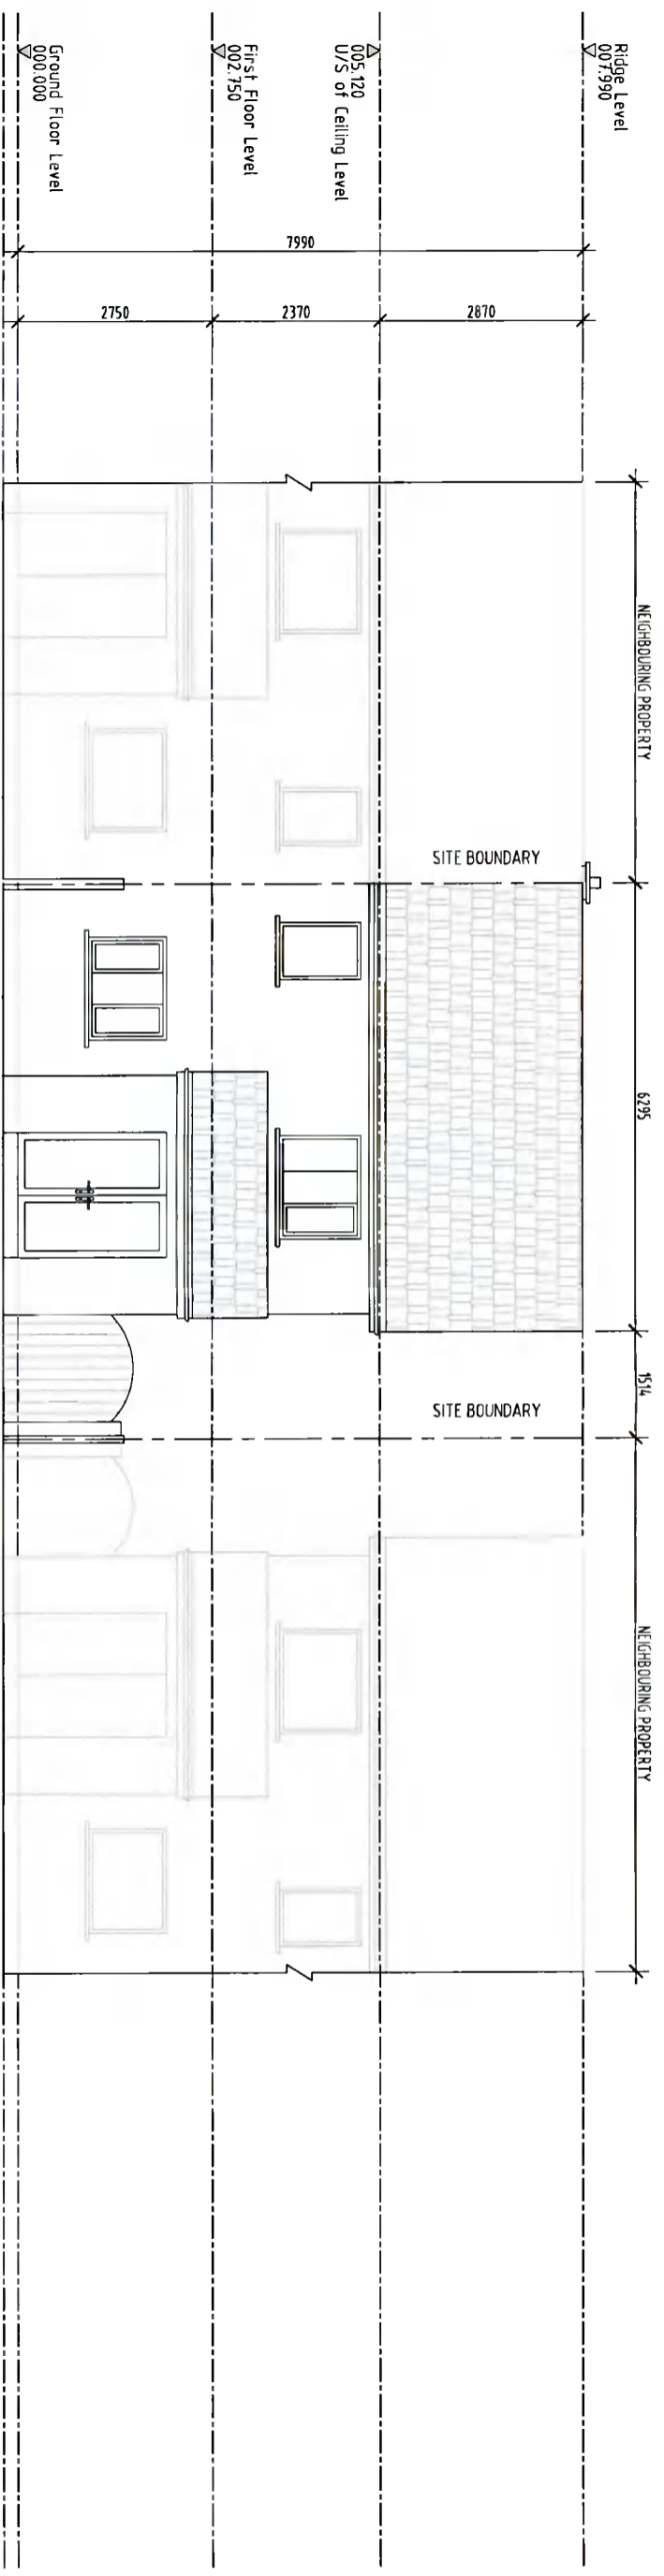 Ridge Level
007.990
005.120
U/S of Ceiling Level
First Floor Level
002.750
Ground Floor Level
000.000
7990
2750
2370
2870
NEIGHBOURING PROPERTY
6295
1514
NEIGHBOURING PROPERTY
SITE BOUNDARY
SITE BOUNDARY